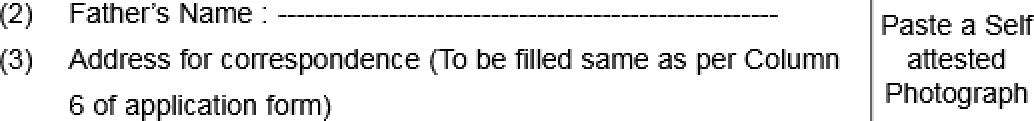 (2) Father's Name : -------------------------------------------------------
(3) Address for correspondence (To be filled same as per Column
6 of application form)
Paste a Self
attested
Photograph